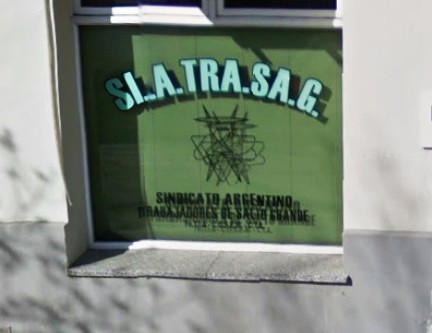 SI.A.TRA.SA.G.
SINDICATO ARGENTINO
TRABAJADORES DE SALTO GRANDE